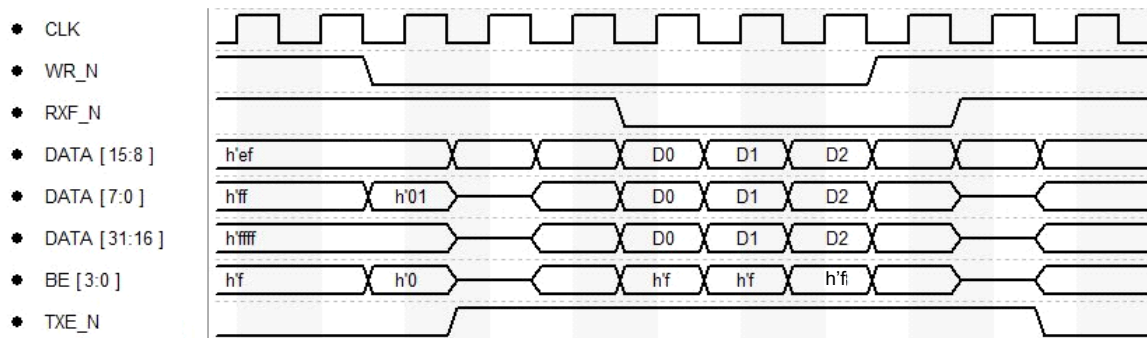 CLK
WR_N
RXF_N
DATA [ 15:8 ] h'ef D0 D1 D2
DATA [7:0 ] h'ff h'01 D0 D1 D2
DATA [ 31:16 ] h'ffff D0 D1 D2
BE [ 3:0 ] h'f h'0 h'f h'f h'f
TXE_N